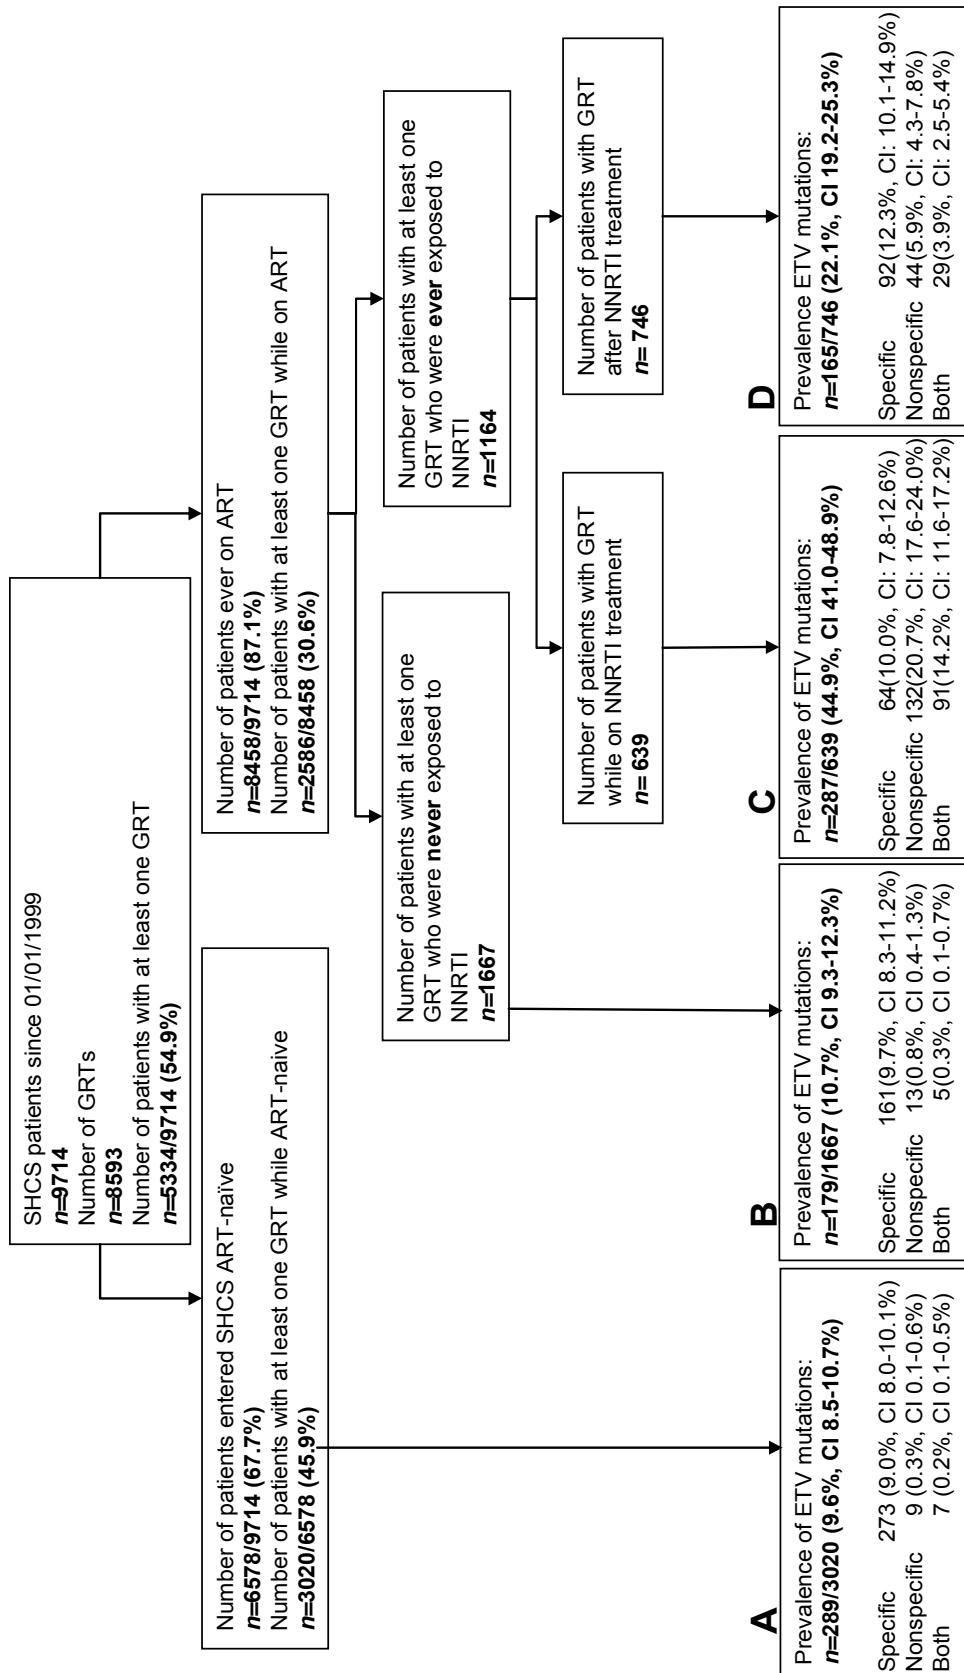 SHCS patients since 01/01/1999
n=9714
Number of GRTs
n=8593
Number of patients with at least one GRT
n=5334/9714 (54.9%)
Number of patients entered SHCS ART-naïve
n=6578/9714 (67.7%)
Number of patients with at least one GRT while ART-naive
n=3020/6578 (45.9%)
Number of patients ever on ART
n=8458/9714 (87.1%)
Number of patients with at least one GRT while on ART
n=2586/8458 (30.6%)
Number of patients with at least one
GRT who were never exposed to
NNRTI
n=1667
Number of patients with at least one
GRT who were ever exposed to
NNRTI
n=1164
Number of patients with GRT
while on NNRTI treatment
n= 639
Number of patients with GRT
after NNRTI treatment
n= 746
A
Prevalence of ETV mutations:
n=289/3020 (9.6%, CI 8.5-10.7%)
Specific 273 (9.0%, CI 8.0-10.1%)
Nonspecific 9 (0.3%, CI 0.1-0.6%)
Both 7 (0.2%, CI 0.1-0.5%)
B
Prevalence of ETV mutations:
n=179/1667 (10.7%, CI 9.3-12.3%)
Specific 161(9.7%, CI 8.3-11.2%)
Nonspecific 13(0.8%, CI 0.4-1.3%)
Both 5(0.3%, CI 0.1-0.7%)
C
Prevalence of ETV mutations:
n=287/639 (44.9%, CI 41.0-48.9%)
Specific 64(10.0%, CI: 7.8-12.6%)
Nonspecific 132(20.7%, CI: 17.6-24.0%)
Both 91(14.2%, CI: 11.6-17.2%)
D
Prevalence ETV mutations:
n=165/746 (22.1%, CI 19.2-25.3%)
Specific 92(12.3%, CI: 10.1-14.9%)
Nonspecific 44(5.9%, CI: 4.3-7.8%)
Both 29(3.9%, CI: 2.5-5.4%)